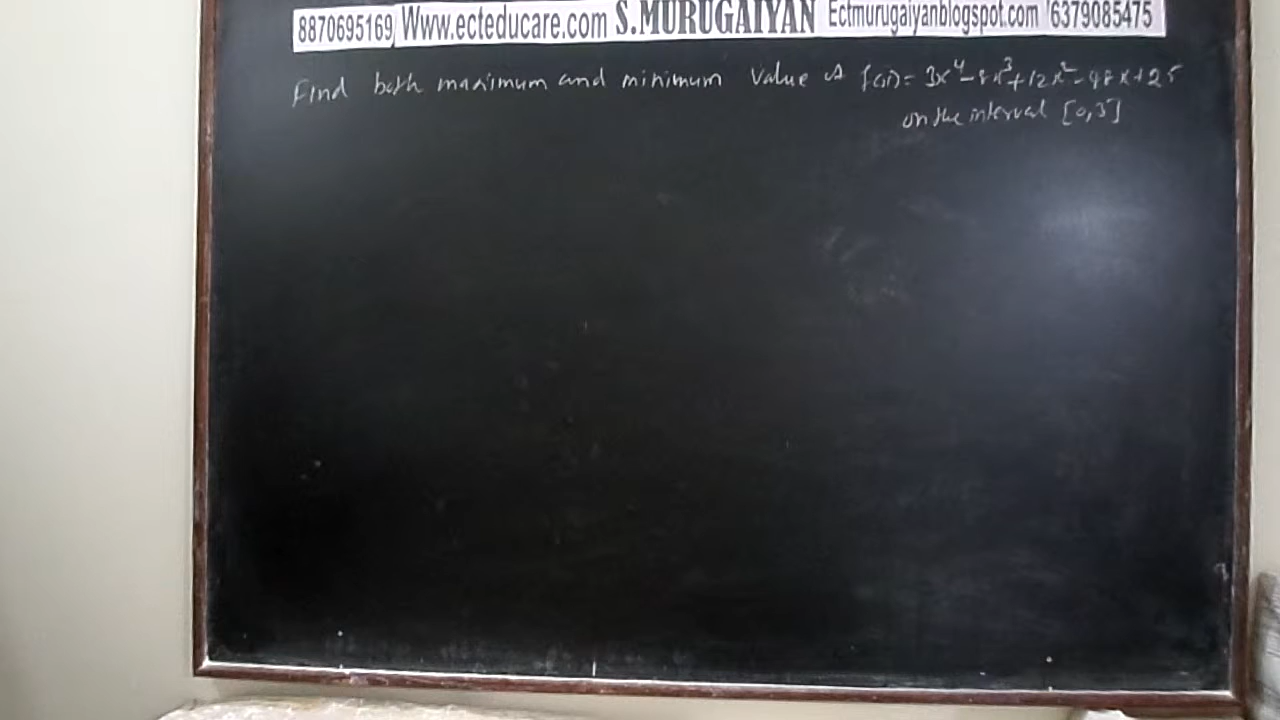 8870695169 Www.ecteducare.com S.MURUGAIYAN Ectmurugaiyanblogspot.com '6379085475
Find both maximum and minimum value of f(x) = 3x⁴-8x³+12x²-48x+25
on the interval [0,3]